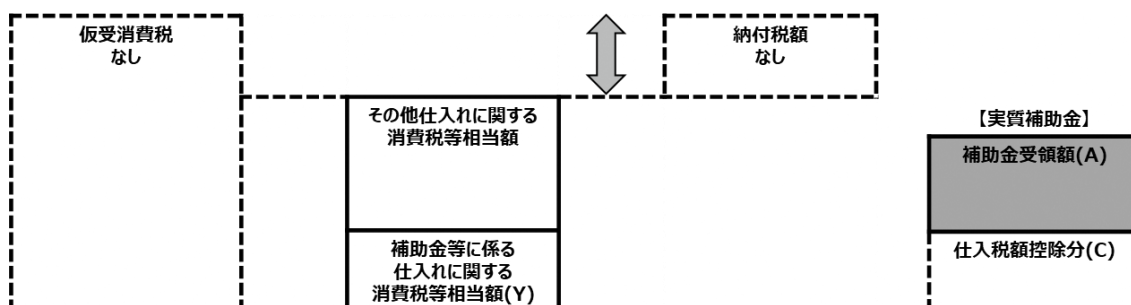 仮受消費税
なし
納付税額
なし
その他仕入れに関する
消費税等相当額
【実質補助金】
補助金受領額(A)
補助金等に係る
仕入れに関する
消費税等相当額(Y)
仕入税額控除分(C)